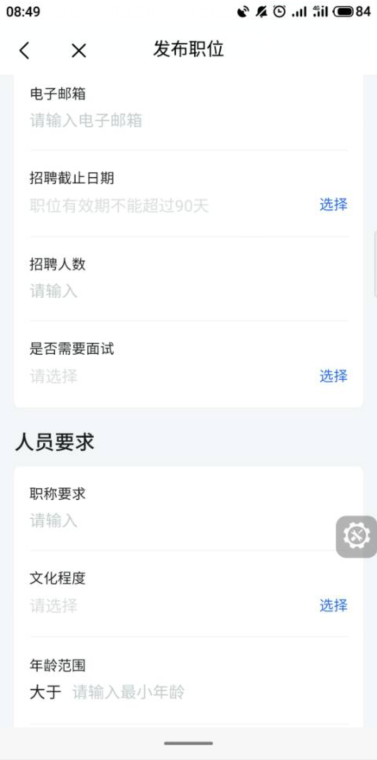 08:49
84
发布职位
电子邮箱
请输入电子邮箱
招聘截止日期
职位有效期不能超过90天 选择
招聘人数
请输入
是否需要面试
请选择 选择
人员要求
职称要求
请输入
文化程度
请选择 选择
年龄范围
大于 请输入最小年龄